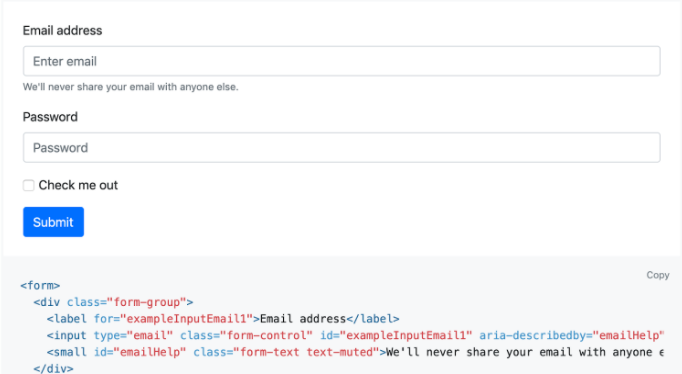 Email address
Enter email
We'll never share your email with anyone else.
Password
Password
Check me out
Submit
Copy
<form>
  <div class="form-group">
    <label for="exampleInputEmail1">Email address</label>
    <input type="email" class="form-control" id="exampleInputEmail1" aria-describedby="emailHelp"
    <small id="emailHelp" class="form-text text-muted">We'll never share your email with anyone
  </div>